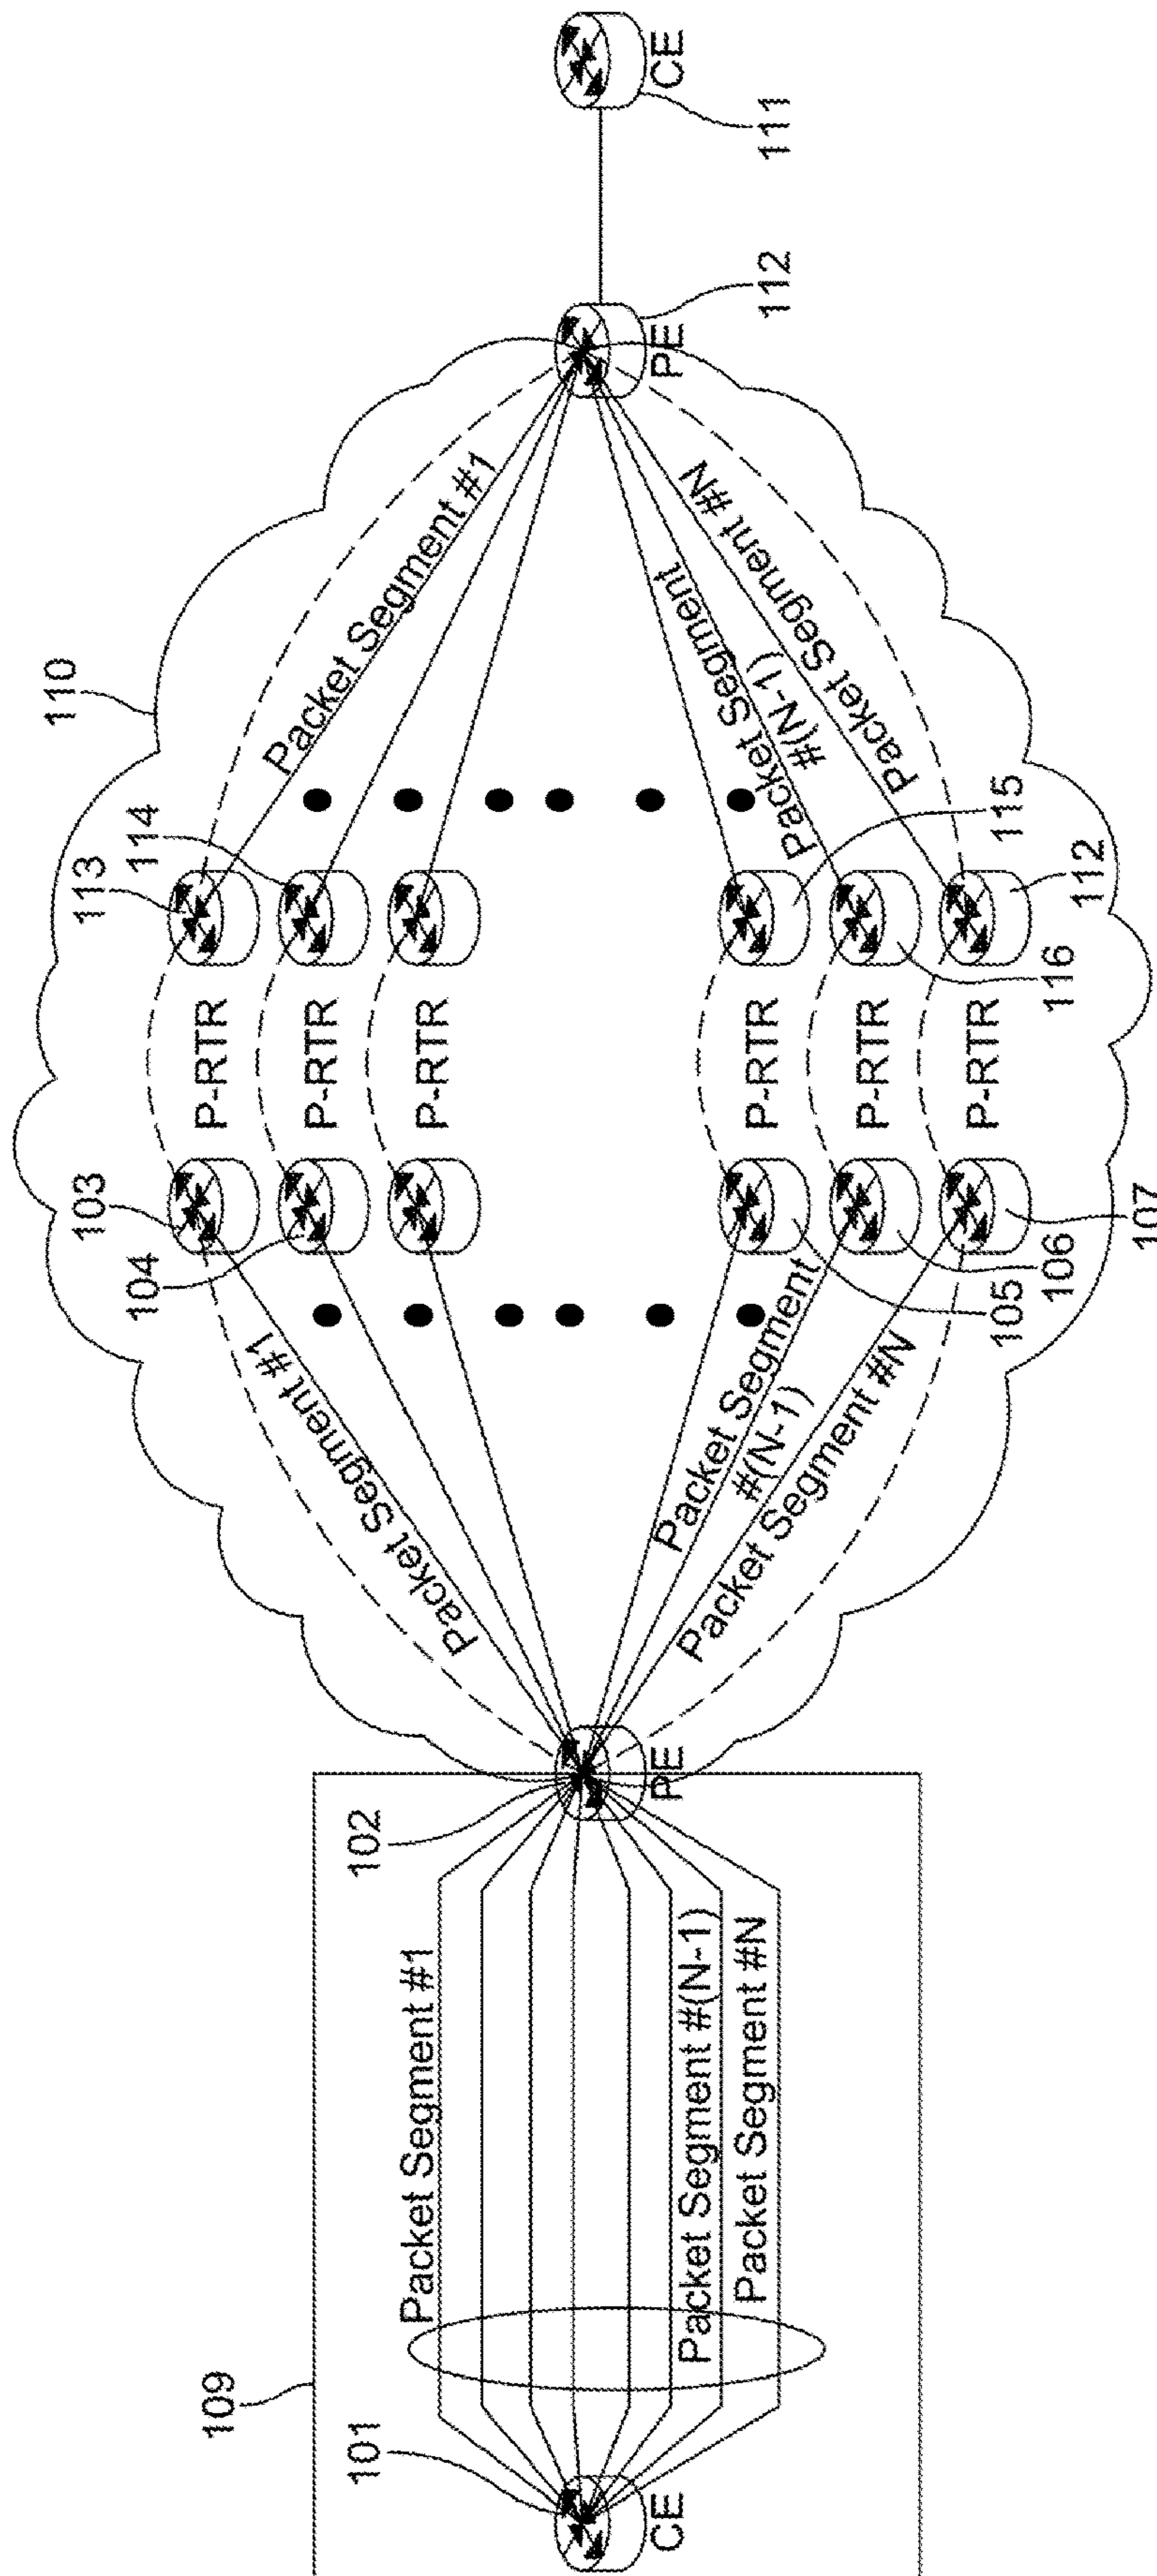 109
101
CE
Packet Segment #1
Packet Segment #(N-1)
Packet Segment #N
102
PE
110
Packet Segment #1
Packet Segment
#(N-1)
Packet Segment #N
103
104
105
106
107
P-RTR
P-RTR
P-RTR
P-RTR
P-RTR
P-RTR
113
114
115
116
112
Packet Segment #1
Packet Segment
#(N-1)
Packet Segment #N
112
PE
111
CE